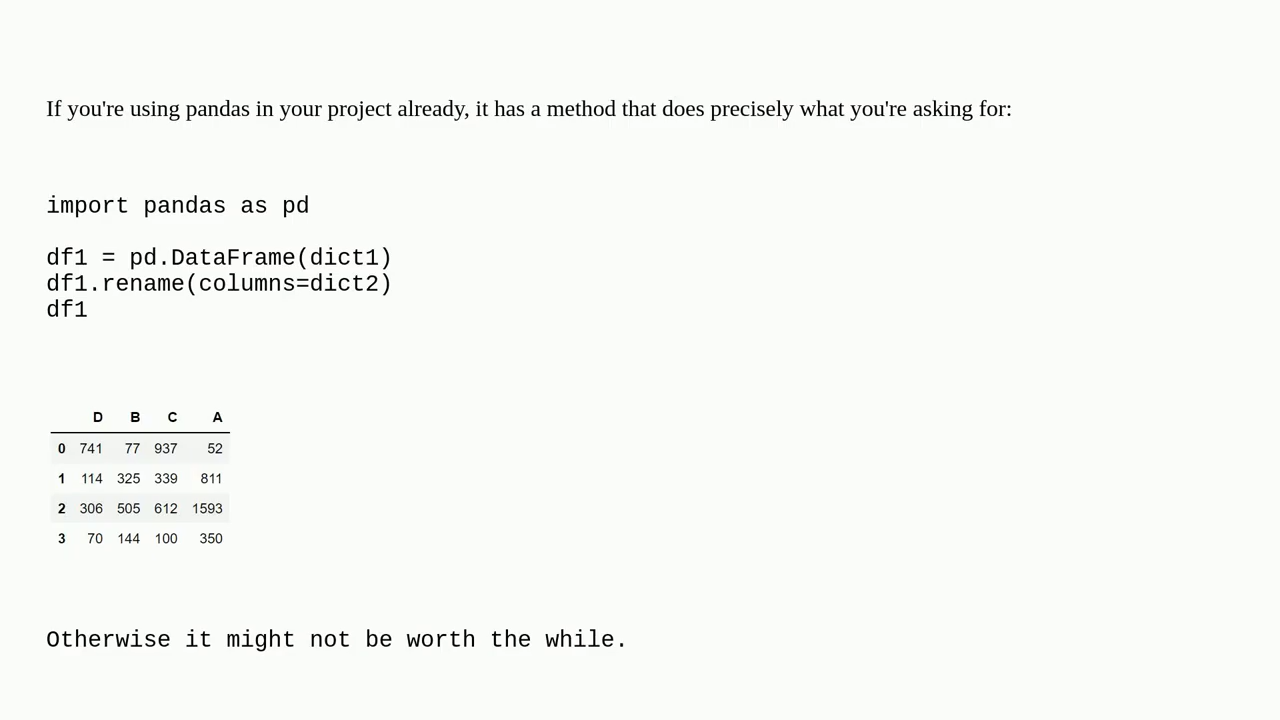 If you're using pandas in your project already, it has a method that does precisely what you're asking for:
import pandas as pd
df1 = pd.DataFrame(dict1)
df1.rename(columns=dict2)
df1
D B C A
0 741 77 937 52
1 114 325 339 811
2 306 505 612 1593
3 70 144 100 350
Otherwise it might not be worth the while.